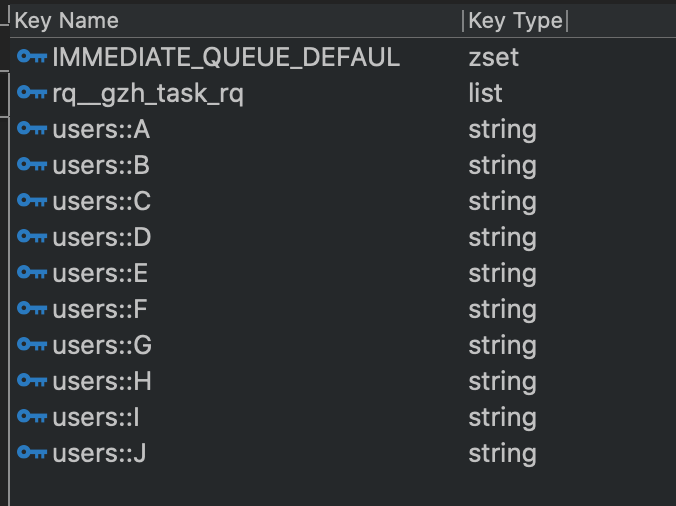 Key Name Key Type
IMMEDIATE_QUEUE_DEFAUL zset
rq__gzh_task_rq list
users::A string
users::B string
users::C string
users::D string
users::E string
users::F string
users::G string
users::H string
users::I string
users::J string